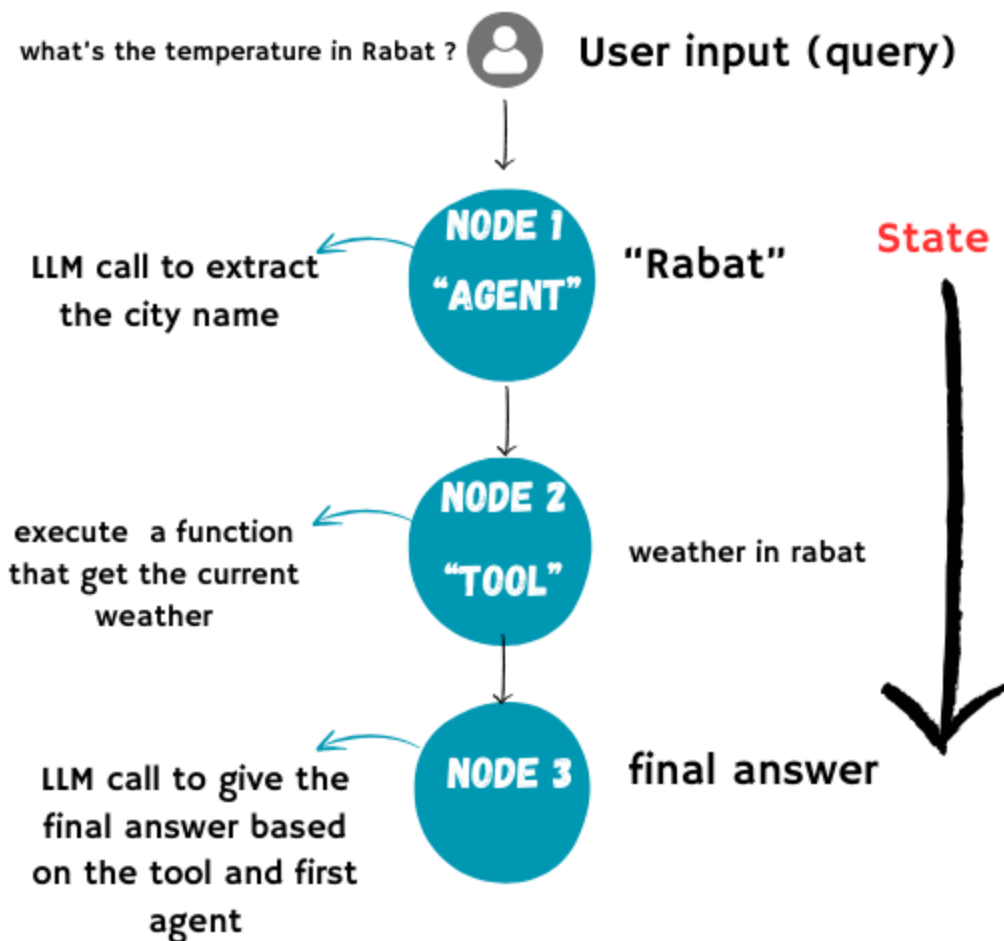 what's the temperature in Rabat ?
User input (query)
NODE 1
"AGENT"
LLM call to extract
the city name
"Rabat"
State
NODE 2
"TOOL"
execute a function
that get the current
weather
weather in rabat
NODE 3
LLM call to give the
final answer based
on the tool and first
agent
final answer